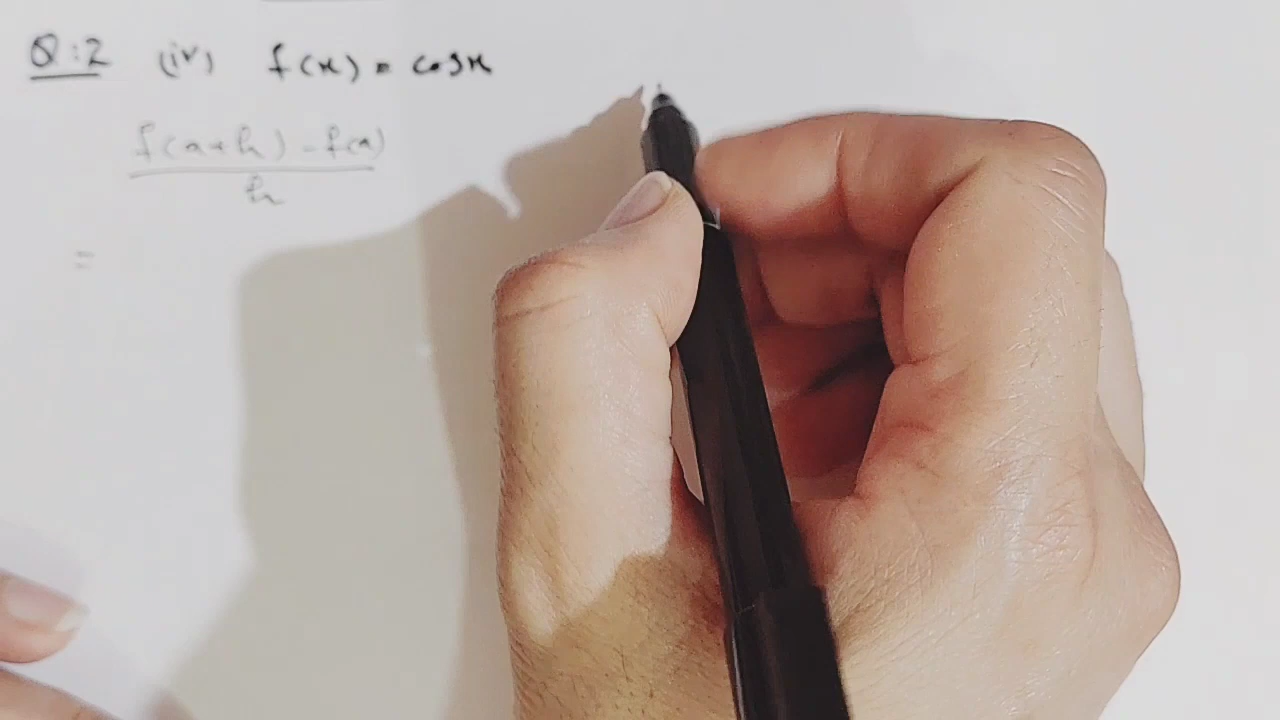 Q:2 (iv) f(x) = cosx
f(a+h) - f(a)
h
=